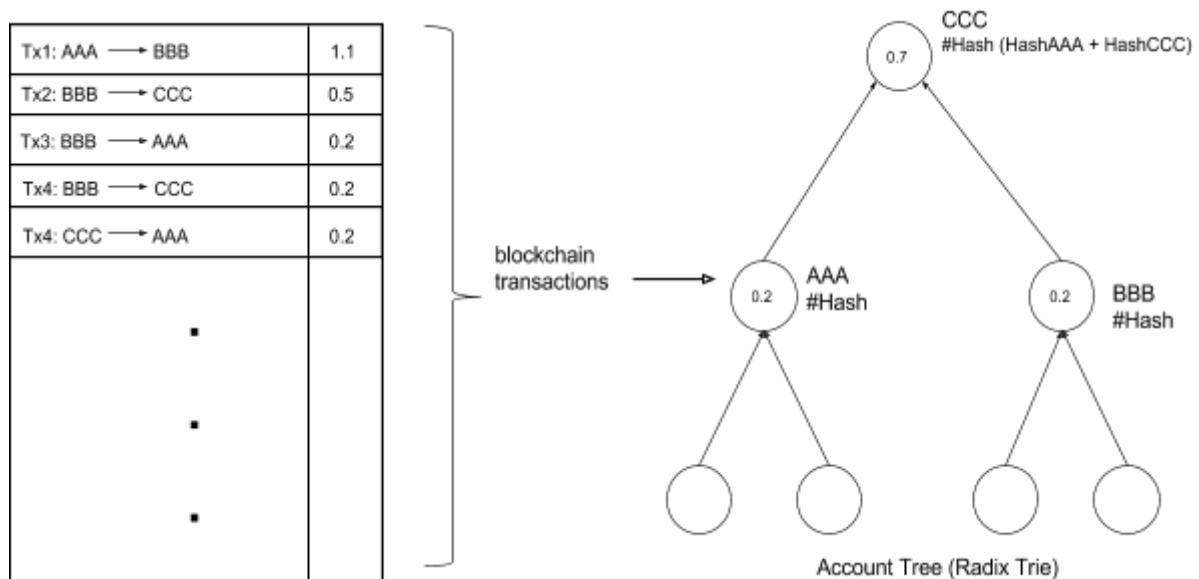 Tx1: AAA → BBB 1.1
Tx2: BBB → CCC 0.5
Tx3: BBB → AAA 0.2
Tx4: BBB → CCC 0.2
Tx4: CCC → AAA 0.2
blockchain
transactions
CCC
#Hash (HashAAA + HashCCC)
0.7
0.2
AAA
#Hash
0.2
BBB
#Hash
Account Tree (Radix Trie)